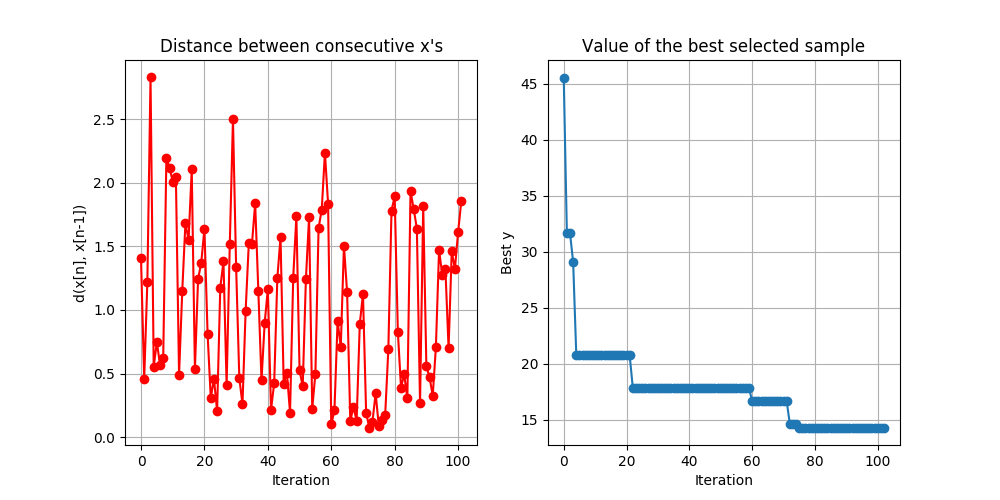 Distance between consecutive x's
d(x[n], x[n-1])
2.5
2.0
1.5
1.0
0.5
0.0
0 20 40 60 80 100
Iteration
Value of the best selected sample
Best y
45
40
35
30
25
20
15
0 20 40 60 80 100
Iteration